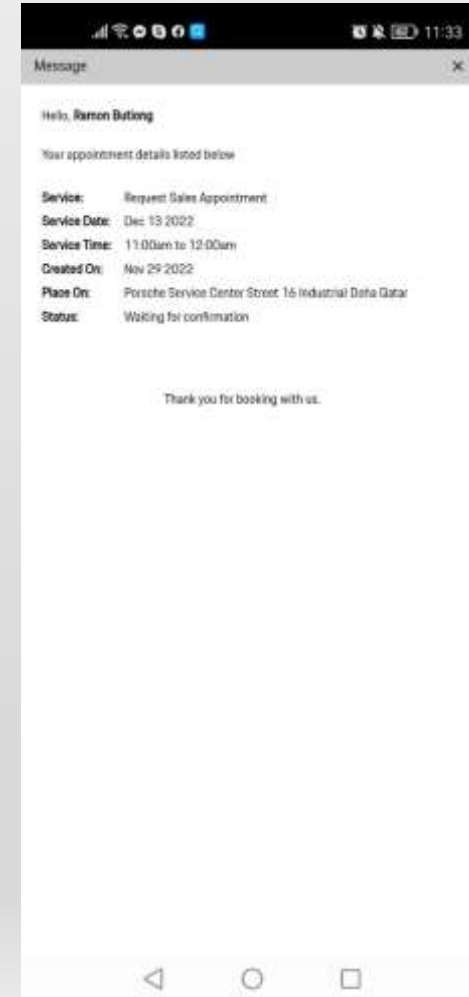 11:33
Message ×
Hello, Ramon Butiong
Your appointment details listed below
Service: Request Sales Appointment
Service Date: Dec 13 2022
Service Time: 11:00am to 12:00am
Created On: Nov 29 2022
Place On: Porsche Service Center Street 16 Industrial Doha Qatar
Status: Waiting for confirmation
Thank you for booking with us.